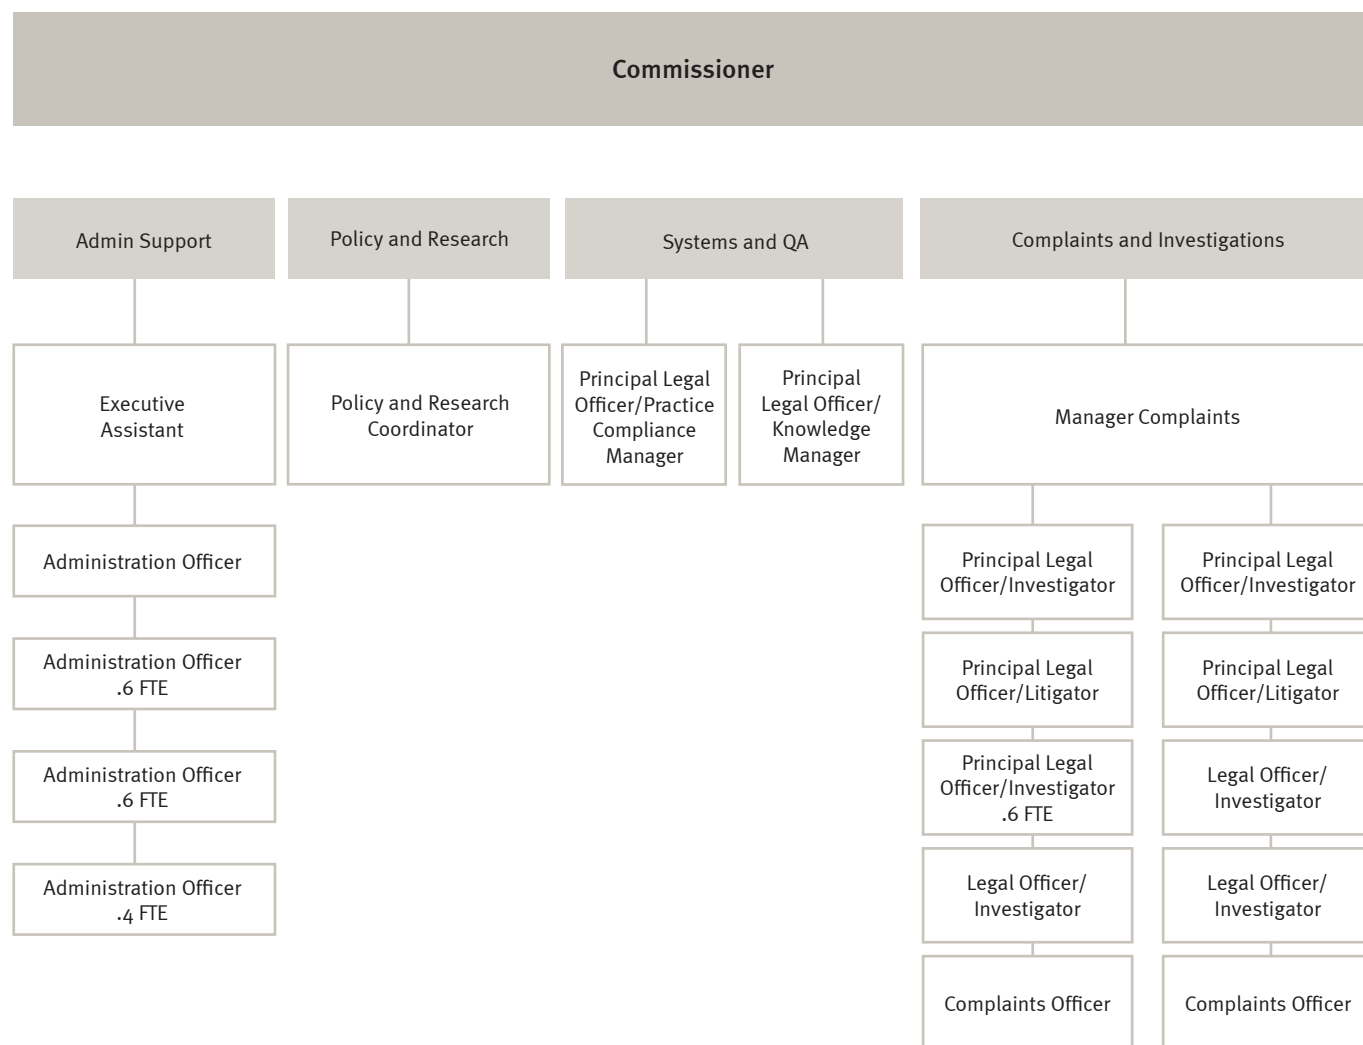 Commissioner
Admin Support
Policy and Research
Systems and QA
Complaints and Investigations
Executive
Assistant
Policy and Research
Coordinator
Principal Legal
Officer/Practice
Compliance
Manager
Principal
Legal Officer/
Knowledge
Manager
Manager Complaints
Administration Officer
Administration Officer
.6 FTE
Administration Officer
.6 FTE
Administration Officer
.4 FTE
Principal Legal
Officer/Investigator
Principal Legal
Officer/Litigator
Principal Legal
Officer/Investigator
.6 FTE
Legal Officer/
Investigator
Complaints Officer
Principal Legal
Officer/Investigator
Principal Legal
Officer/Litigator
Legal Officer/
Investigator
Legal Officer/
Investigator
Complaints Officer